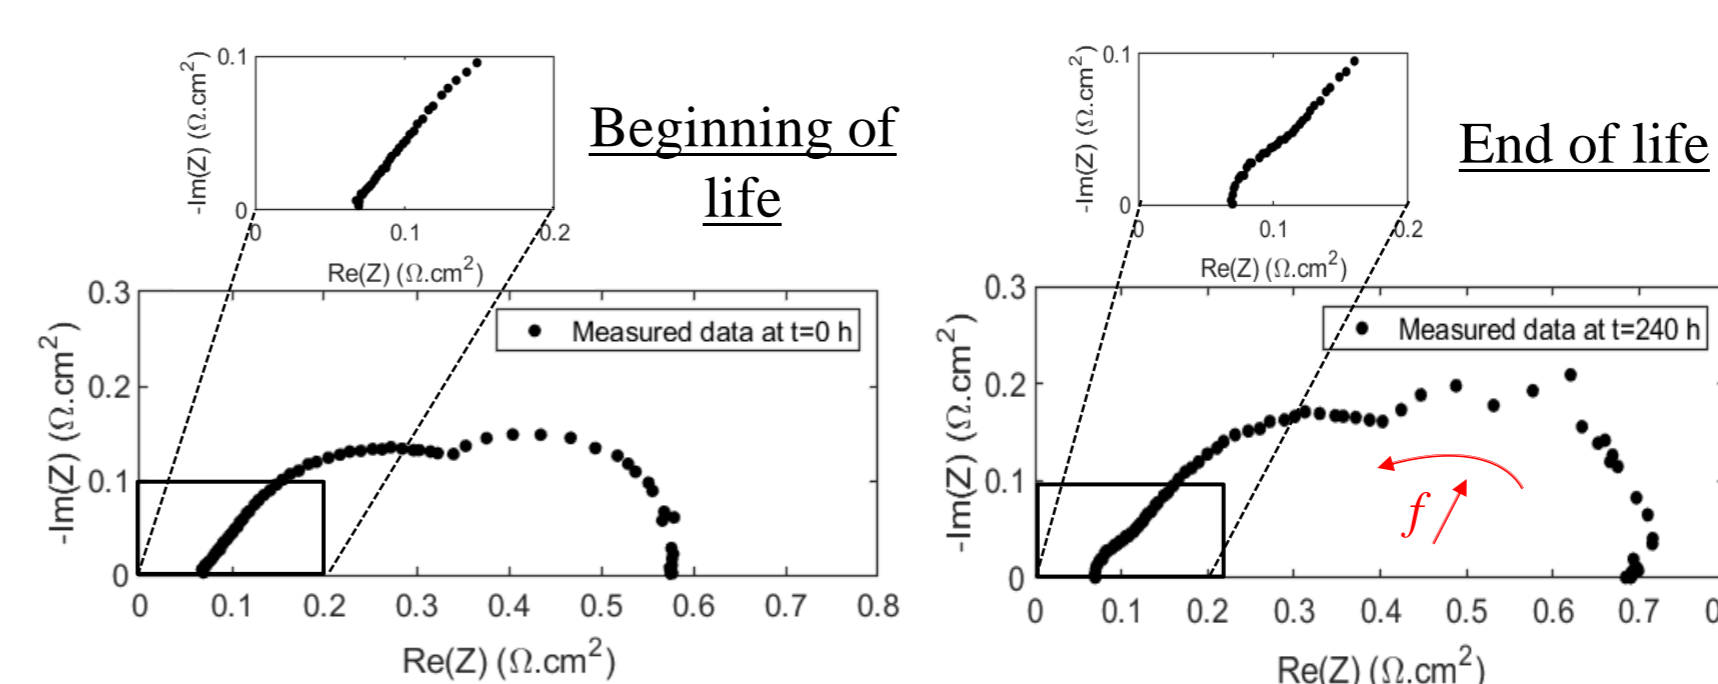 0.1
-Im(Z) (Ω.cm²)
0
0
0.1
0.2
Re(Z) (Ω.cm²)
Beginning of
life
0.3
0.2
0.1
0
-Im(Z) (Ω.cm²)
Measured data at t=0 h
0 0.1 0.2 0.3 0.4 0.5 0.6 0.7 0.8
Re(Z) (Ω.cm²)
0.1
-Im(Z) (Ω.cm²)
0
0
0.1
0.2
Re(Z) (Ω.cm²)
End of life
0.3
0.2
0.1
0
-Im(Z) (Ω.cm²)
Measured data at t=240 h
f
0 0.1 0.2 0.3 0.4 0.5 0.6 0.7
Re(Z) (Ω.cm²)